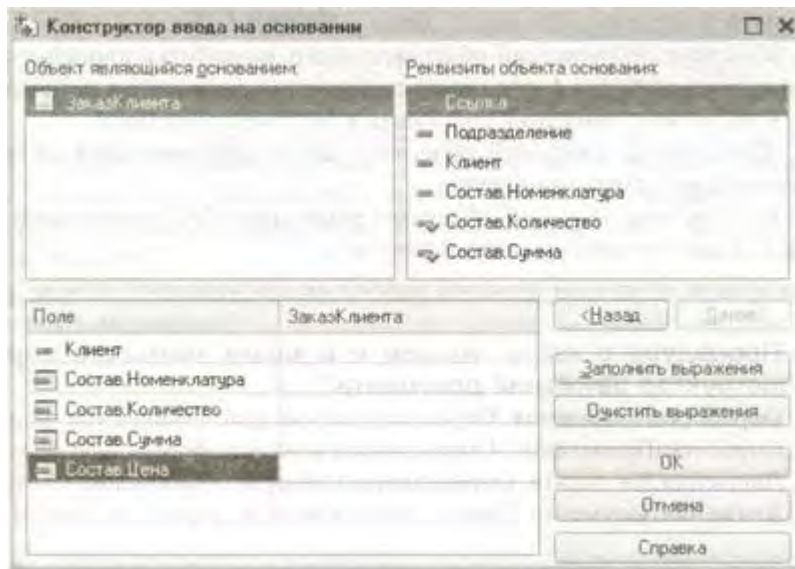 Конструктор ввода на основании
Объект являющийся основанием:
Реквизиты объекта основания:
ЗаказКлиента
Ссылка
Подразделение
Клиент
Состав.Номенклатура
Состав.Количество
Состав.Сумма
Поле
ЗаказКлиента
Клиент
Состав.Номенклатура
Состав.Количество
Состав.Сумма
Состав.Цена
<Назад
Заполнить выражения
Очистить выражения
OK
Отмена
Справка